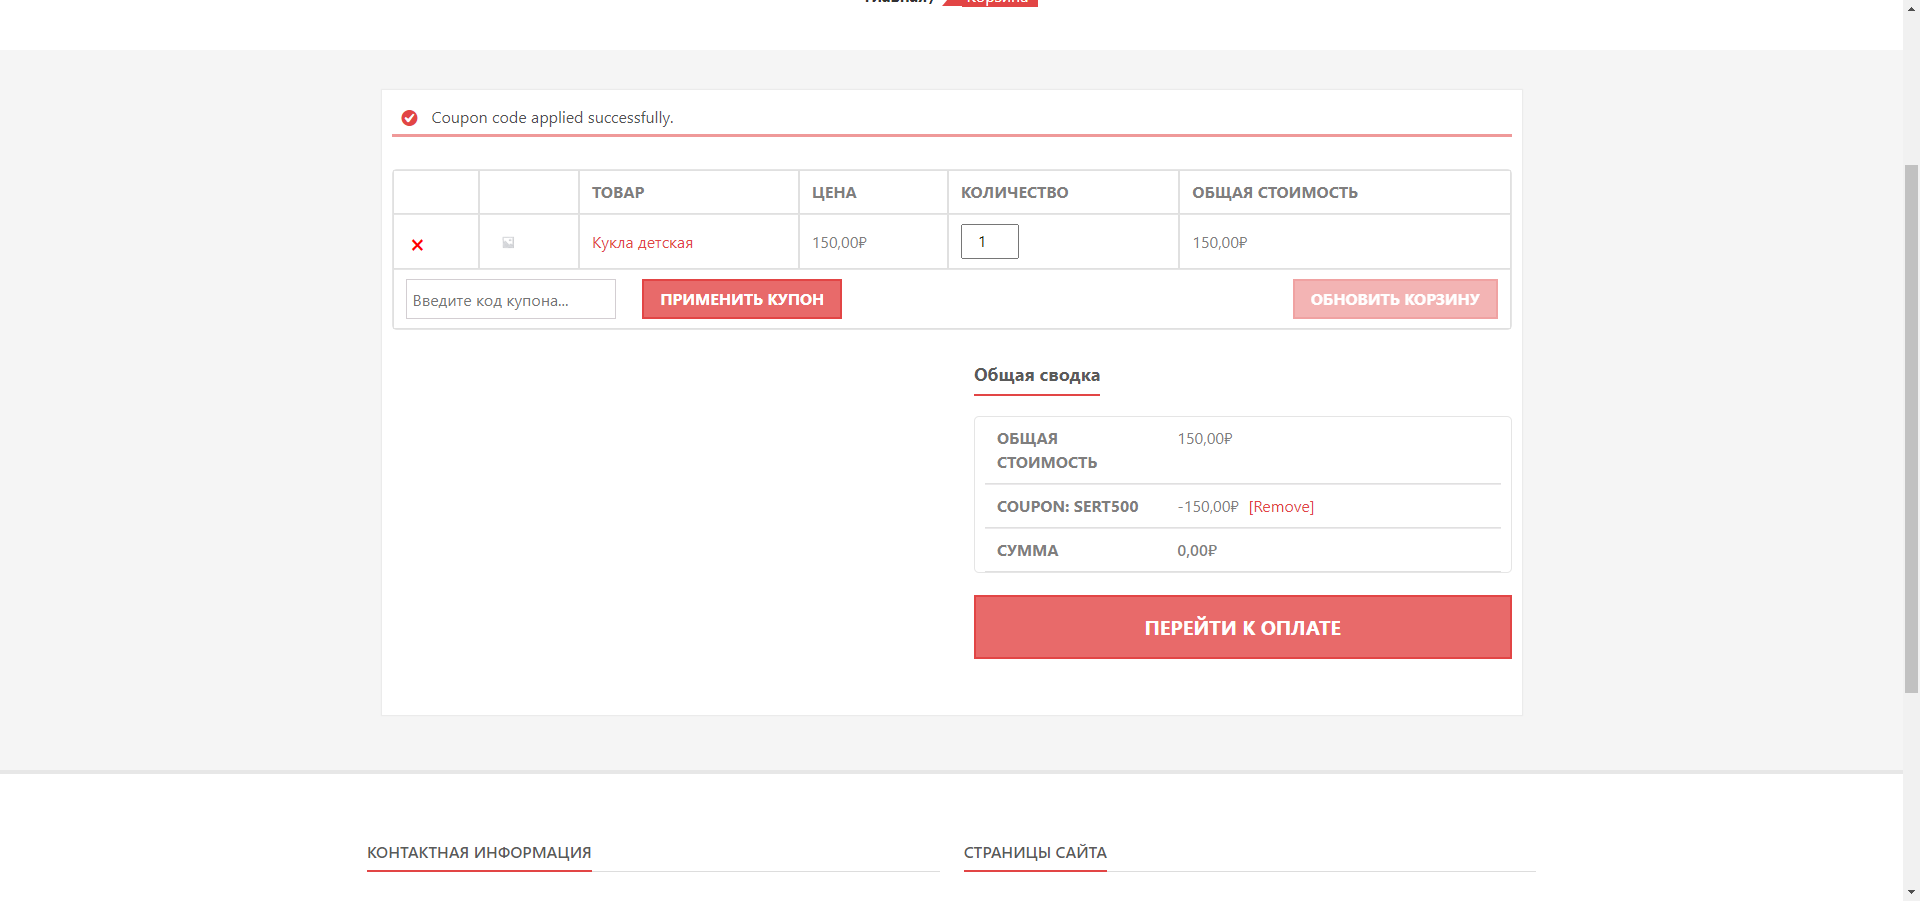 Главная /
Корзина
Coupon code applied successfully.
ТОВАР
ЦЕНА
КОЛИЧЕСТВО
ОБЩАЯ СТОИМОСТЬ
Кукла детская
150,00₽
1
150,00₽
Введите код купона...
ПРИМЕНИТЬ КУПОН
ОБНОВИТЬ КОРЗИНУ
Общая сводка
ОБЩАЯ
СТОИМОСТЬ
150,00₽
COUPON: SERT500
-150,00₽ [Remove]
СУММА
0,00₽
ПЕРЕЙТИ К ОПЛАТЕ
КОНТАКТНАЯ ИНФОРМАЦИЯ
СТРАНИЦЫ САЙТА